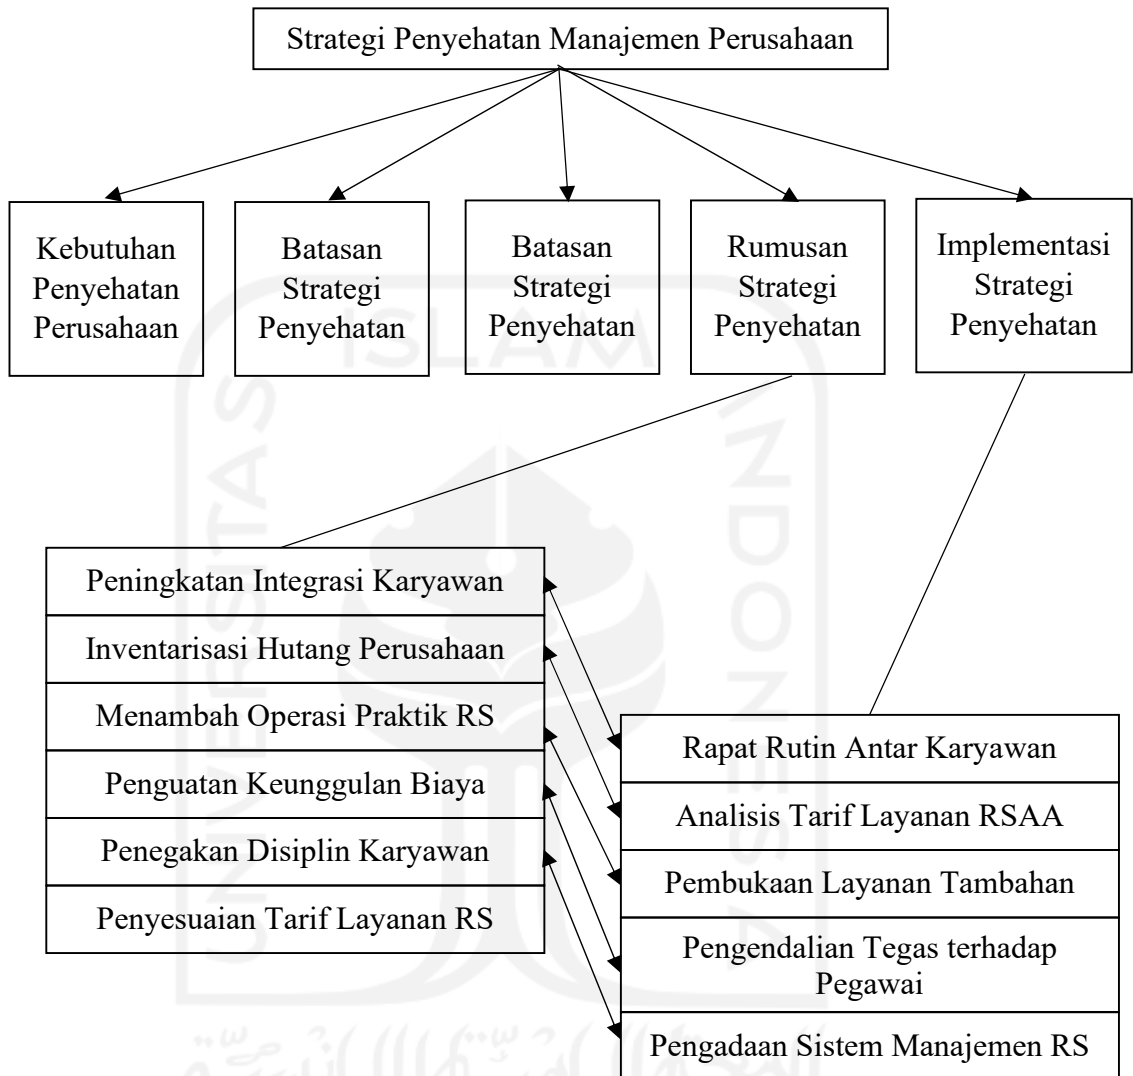 Strategi Penyehatan Manajemen Perusahaan
Kebutuhan
Penyehatan
Perusahaan
Batasan
Strategi
Penyehatan
Batasan
Strategi
Penyehatan
Rumusan
Strategi
Penyehatan
Implementasi
Strategi
Penyehatan
ISLAM
UNIVERSITAS
INDONESIA
Peningkatan Integrasi Karyawan
Inventarisasi Hutang Perusahaan
Menambah Operasi Praktik RS
Penguatan Keunggulan Biaya
Penegakan Disiplin Karyawan
Penyesuaian Tarif Layanan RS
Rapat Rutin Antar Karyawan
Analisis Tarif Layanan RSAA
Pembukaan Layanan Tambahan
Pengendalian Tegas terhadap
Pegawai
Pengadaan Sistem Manajemen RS